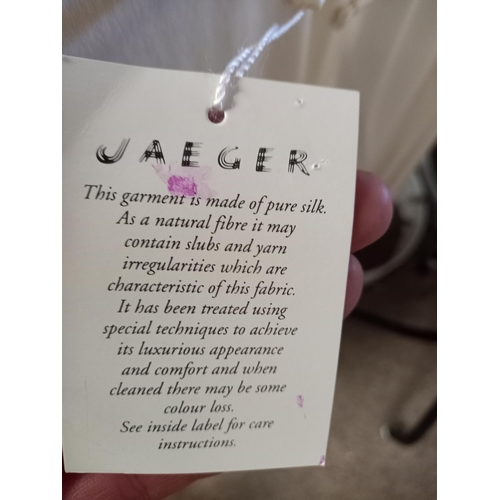 JAEGER
This garment is made of pure silk.
As a natural fibre it may
contain slubs and yarn
irregularities which are
characteristic of this fabric.
It has been treated using
special techniques to achieve
its luxurious appearance
and comfort and when
cleaned there may be some
colour loss.
See inside label for care
instructions.